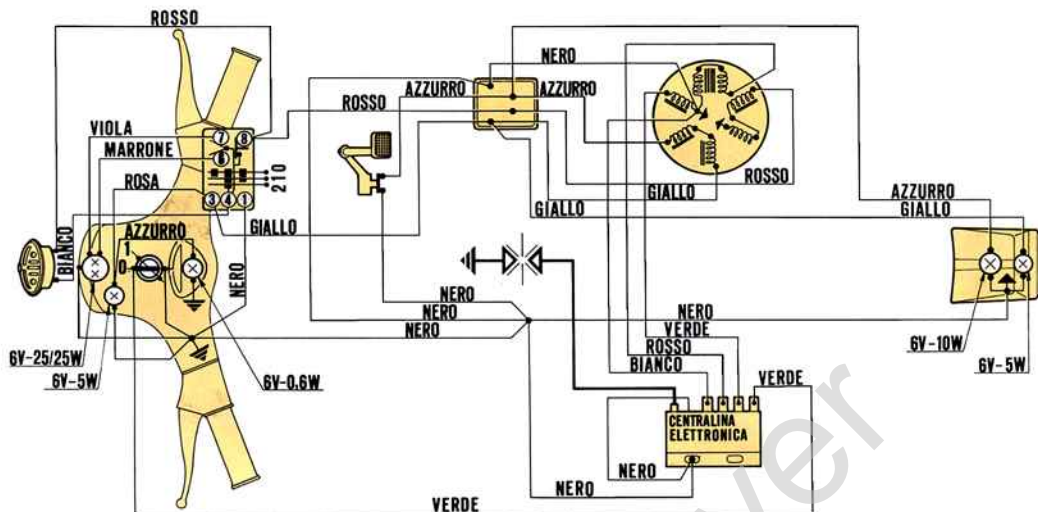 ROSSO
NERO
AZZURRO
AZZURRO
ROSSO
VIOLA
7
8
MARRONE
6
210
ROSA
3
4
1
GIALLO
ROSSO
GIALLO
GIALLO
AZZURRO
GIALLO
BIANCO
AZZURRO
1
0
NERO
NERO
NERO
NERO
NERO
6V-25/25W
6V-5W
6V-0,6W
VERDE
ROSSO
BIANCO
VERDE
6V-10W
6V-5W
CENTRALINA
ELETTRONICA
NERO
NERO
VERDE
ver